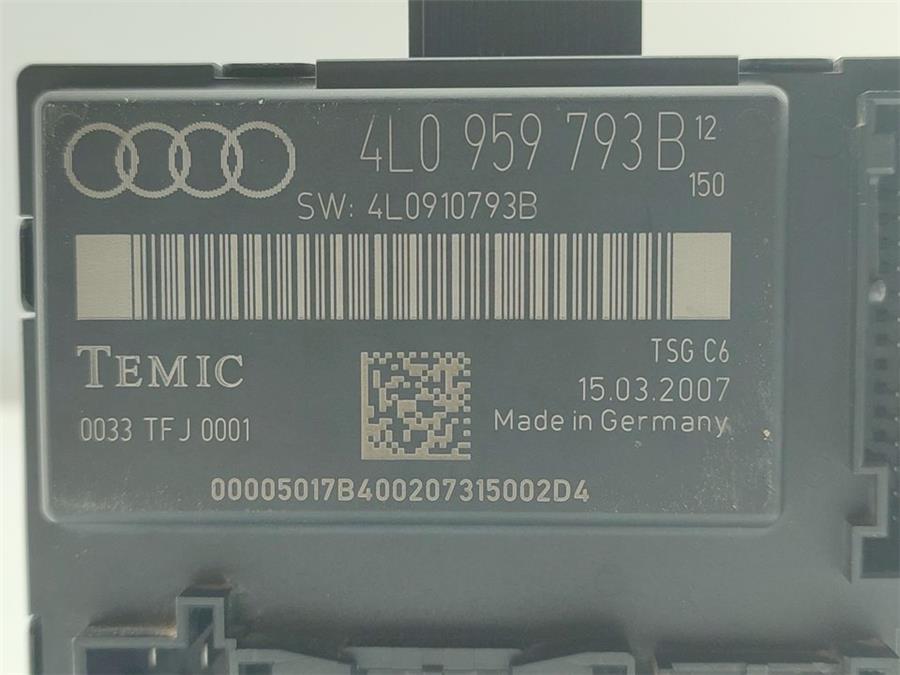 4L0 959 793B 12
150
SW: 4L0910793B
TEMIC
TSG C6
15.03.2007
0033 TFJ 0001
Made in Germany
00005017B400207315002D4